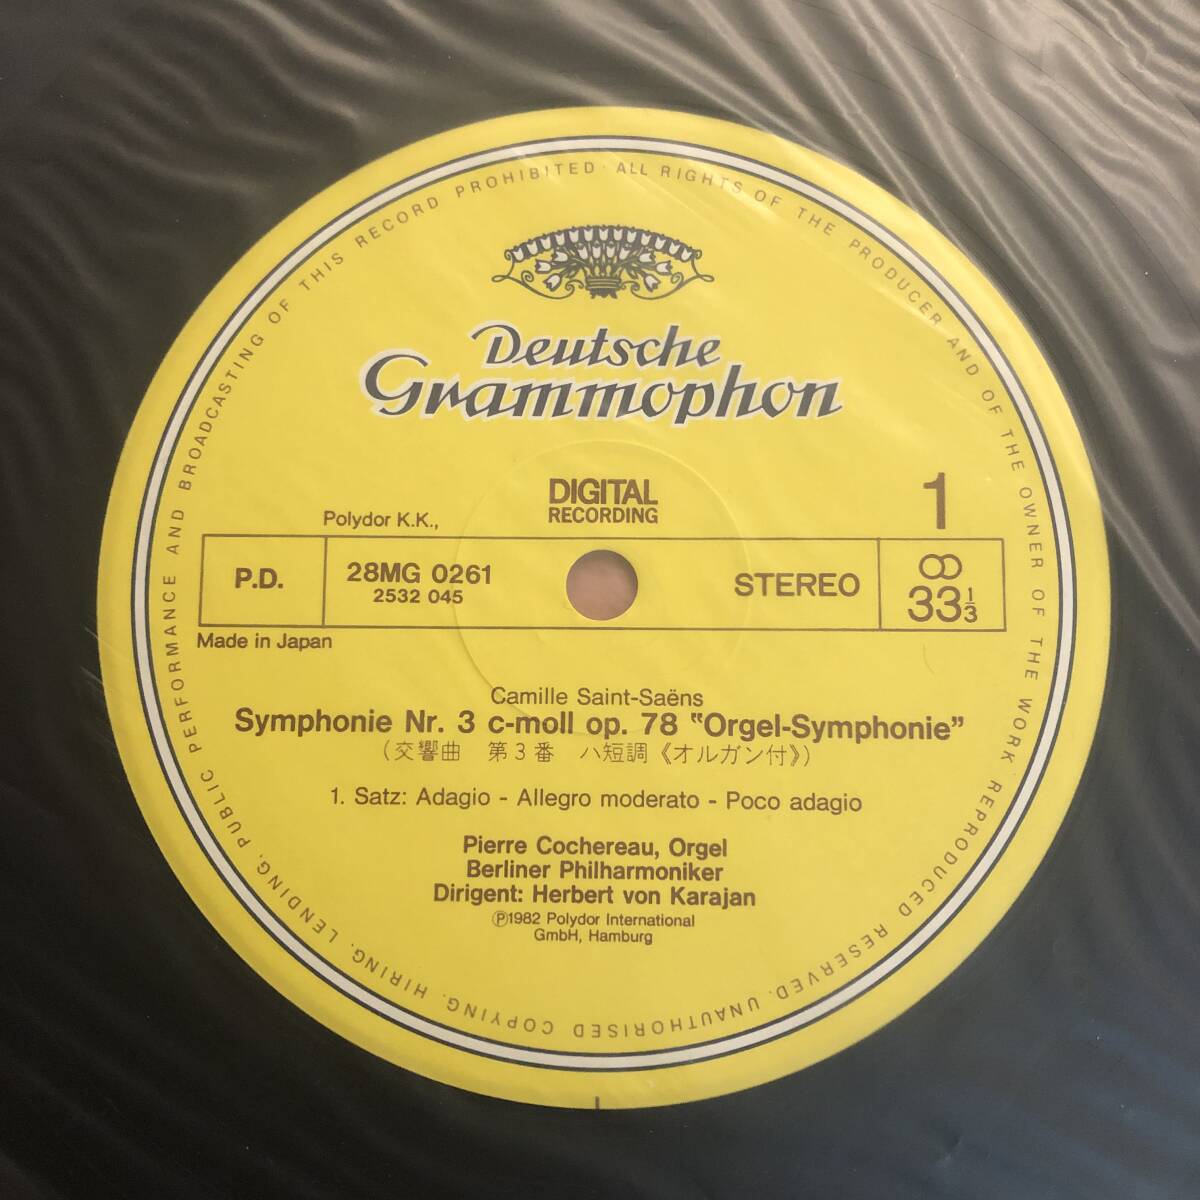 PUBLIC PERFORMANCE AND BROADCASTING OF THIS RECORD PROHIBITED · ALL RIGHTS OF THE PRODUCER AND OF THE OWNER OF THE WORK REPRODUCED RESERVED. UNAUTHORISED COPYING. HIRING. LENDING.
Deutsche
Grammophon
DIGITAL
RECORDING
1
Polydor K.K.,
P.D.
28MG 0261
2532 045
STEREO
33 1/3
Made in Japan
Camille Saint-Saëns
Symphonie Nr. 3 c-moll op. 78 "Orgel-Symphonie"
(交響曲 第3番 ハ短調《オルガン付》)
1. Satz: Adagio - Allegro moderato - Poco adagio
Pierre Cochereau, Orgel
Berliner Philharmoniker
Dirigent: Herbert von Karajan
Ⓟ1982 Polydor International
GmbH, Hamburg